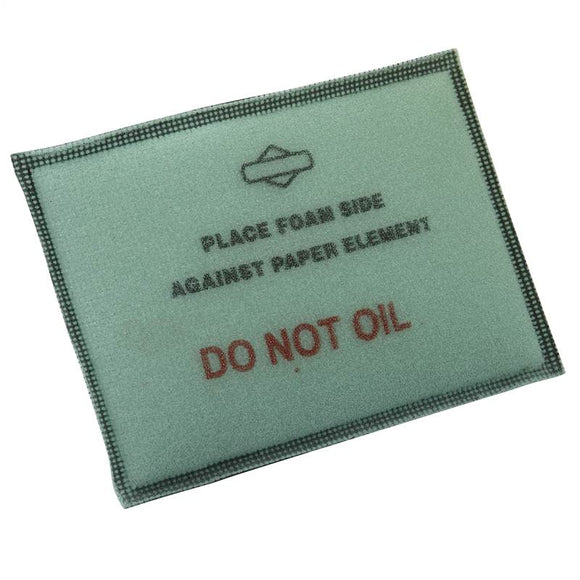 PLACE FOAM SIDE
AGAINST PAPER ELEMENT
DO NOT OIL